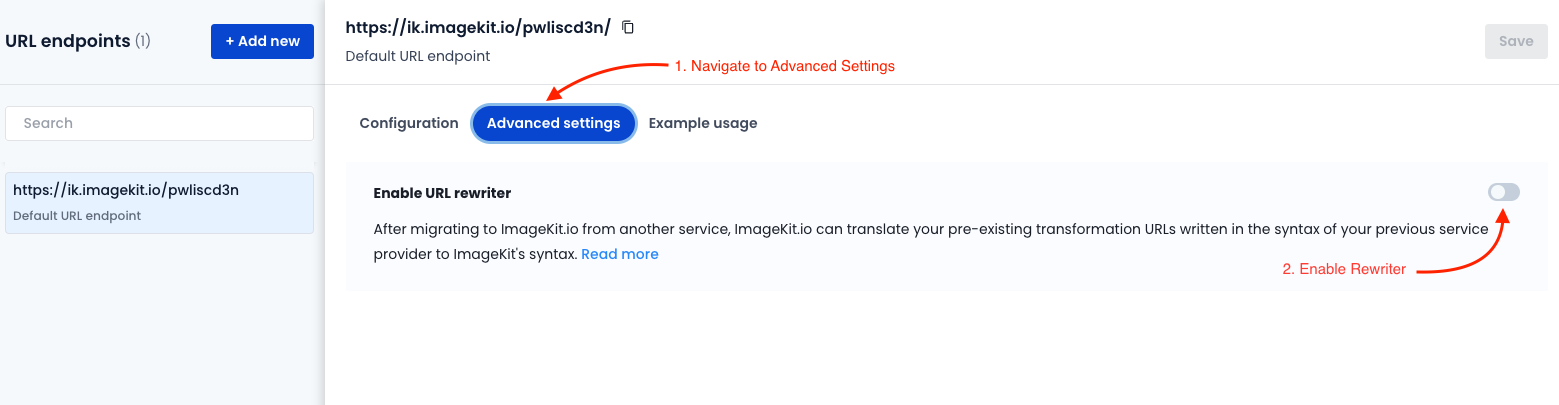 URL endpoints (1)
+ Add new
Search
https://ik.imagekit.io/pwliscd3n
Default URL endpoint
https://ik.imagekit.io/pwliscd3n/
Default URL endpoint
Save
1. Navigate to Advanced Settings
Configuration
Advanced settings
Example usage
Enable URL rewriter
After migrating to ImageKit.io from another service, ImageKit.io can translate your pre-existing transformation URLs written in the syntax of your previous service
provider to ImageKit's syntax. Read more
2. Enable Rewriter